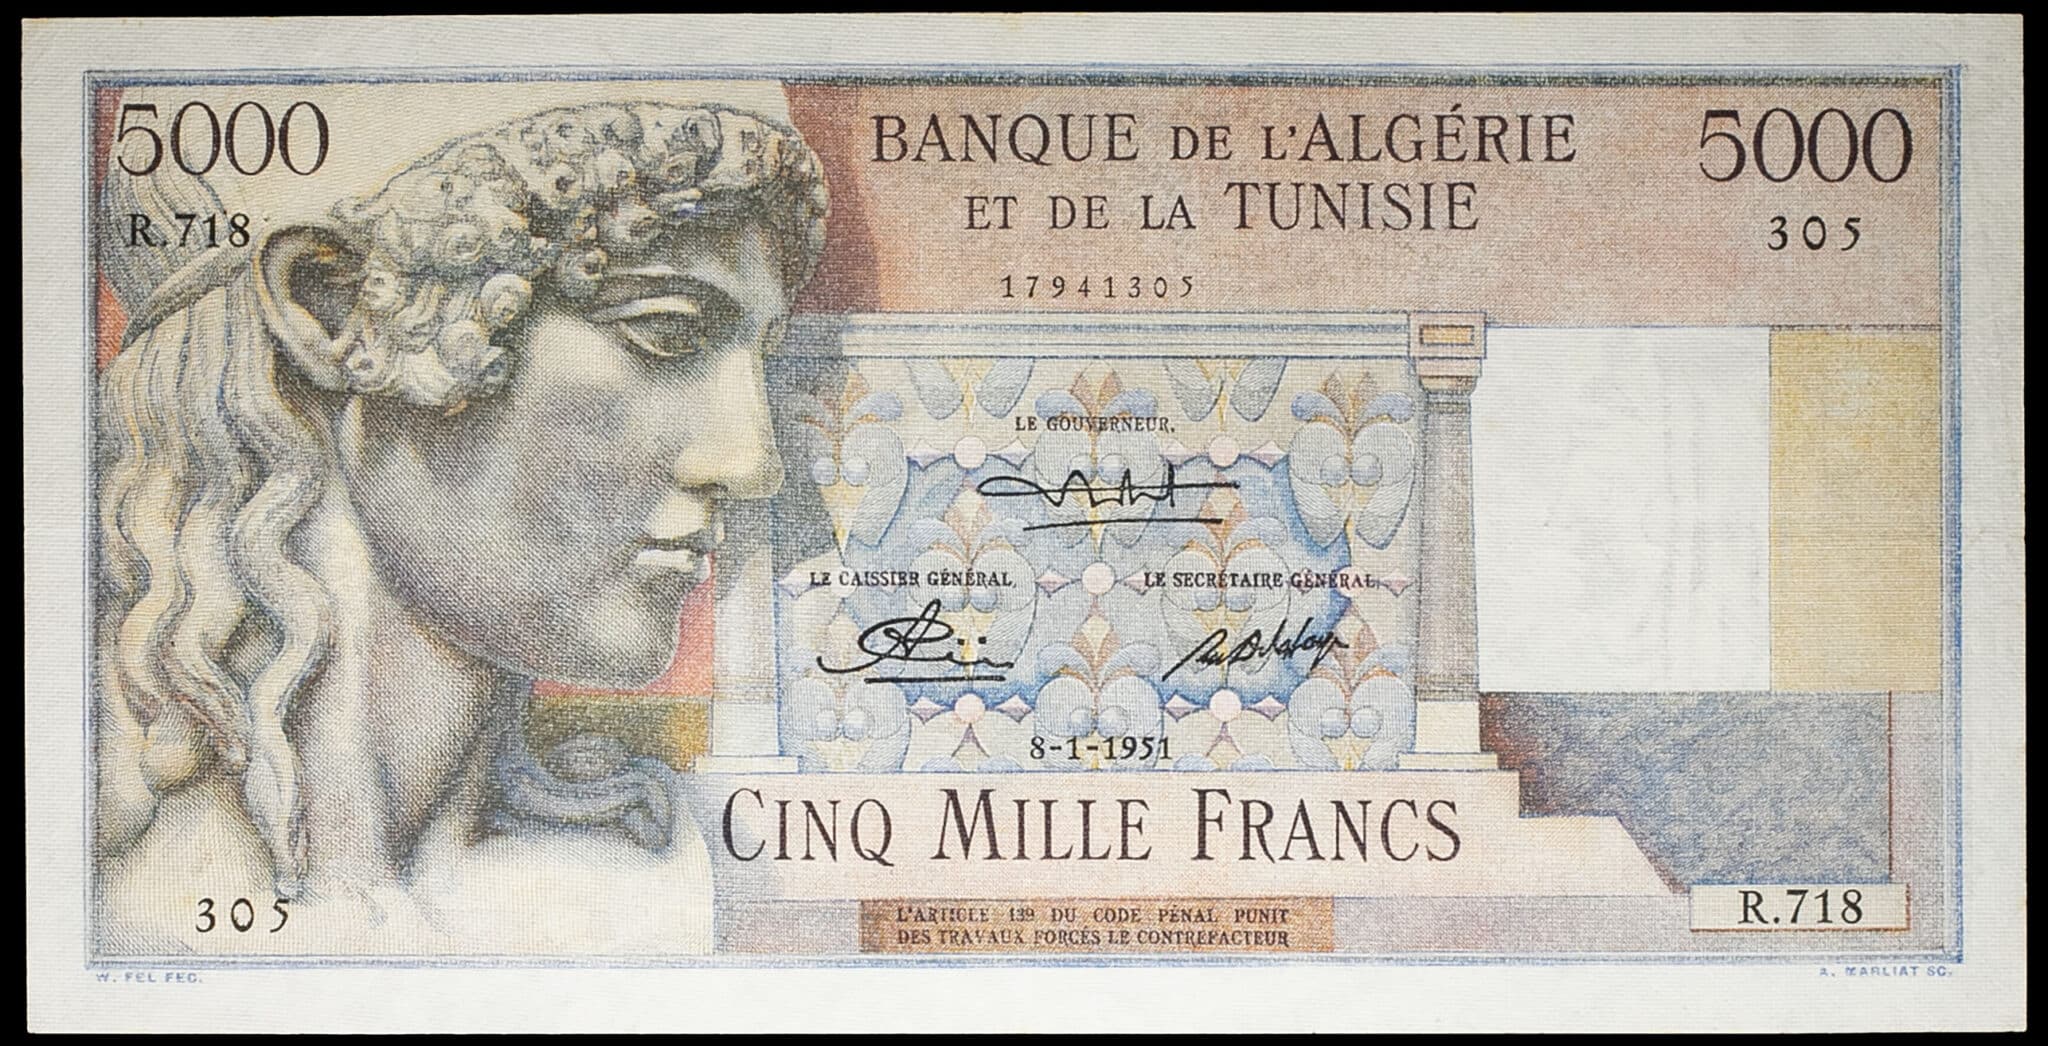 5000
BANQUE DE L'ALGÉRIE
5000
R.718
ET DE LA TUNISIE
305
17941305
LE GOUVERNEUR,
LE CAISSIER GÉNÉRAL,
LE SECRÉTAIRE GÉNÉRAL,
8-1-1951
CINQ MILLE FRANCS
305
L'ARTICLE 139 DU CODE PÉNAL PUNIT
DES TRAVAUX FORCÉS LE CONTREFACTEUR
R.718
W. FEL FEC.
R. MARLIAT SC.